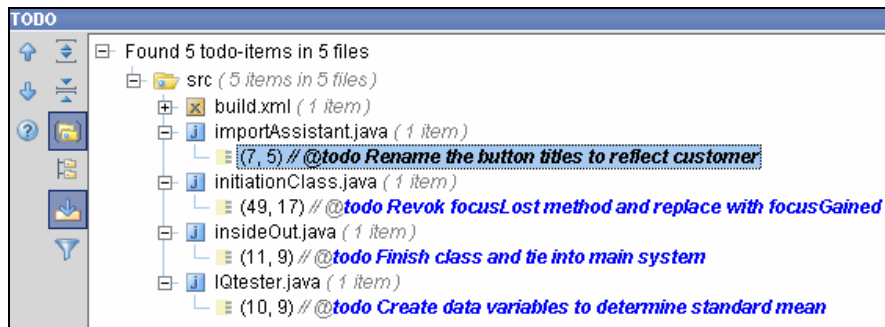 TODO
Found 5 todo-items in 5 files
src ( 5 items in 5 files )
build.xml ( 1 item )
importAssistant.java ( 1 item )
(7, 5) // @todo Rename the button titles to reflect customer
initiationClass.java ( 1 item )
(49, 17) // @todo Revok focusLost method and replace with focusGained
insideOut.java ( 1 item )
(11, 9) // @todo Finish class and tie into main system
IQtester.java ( 1 item )
(10, 9) // @todo Create data variables to determine standard mean